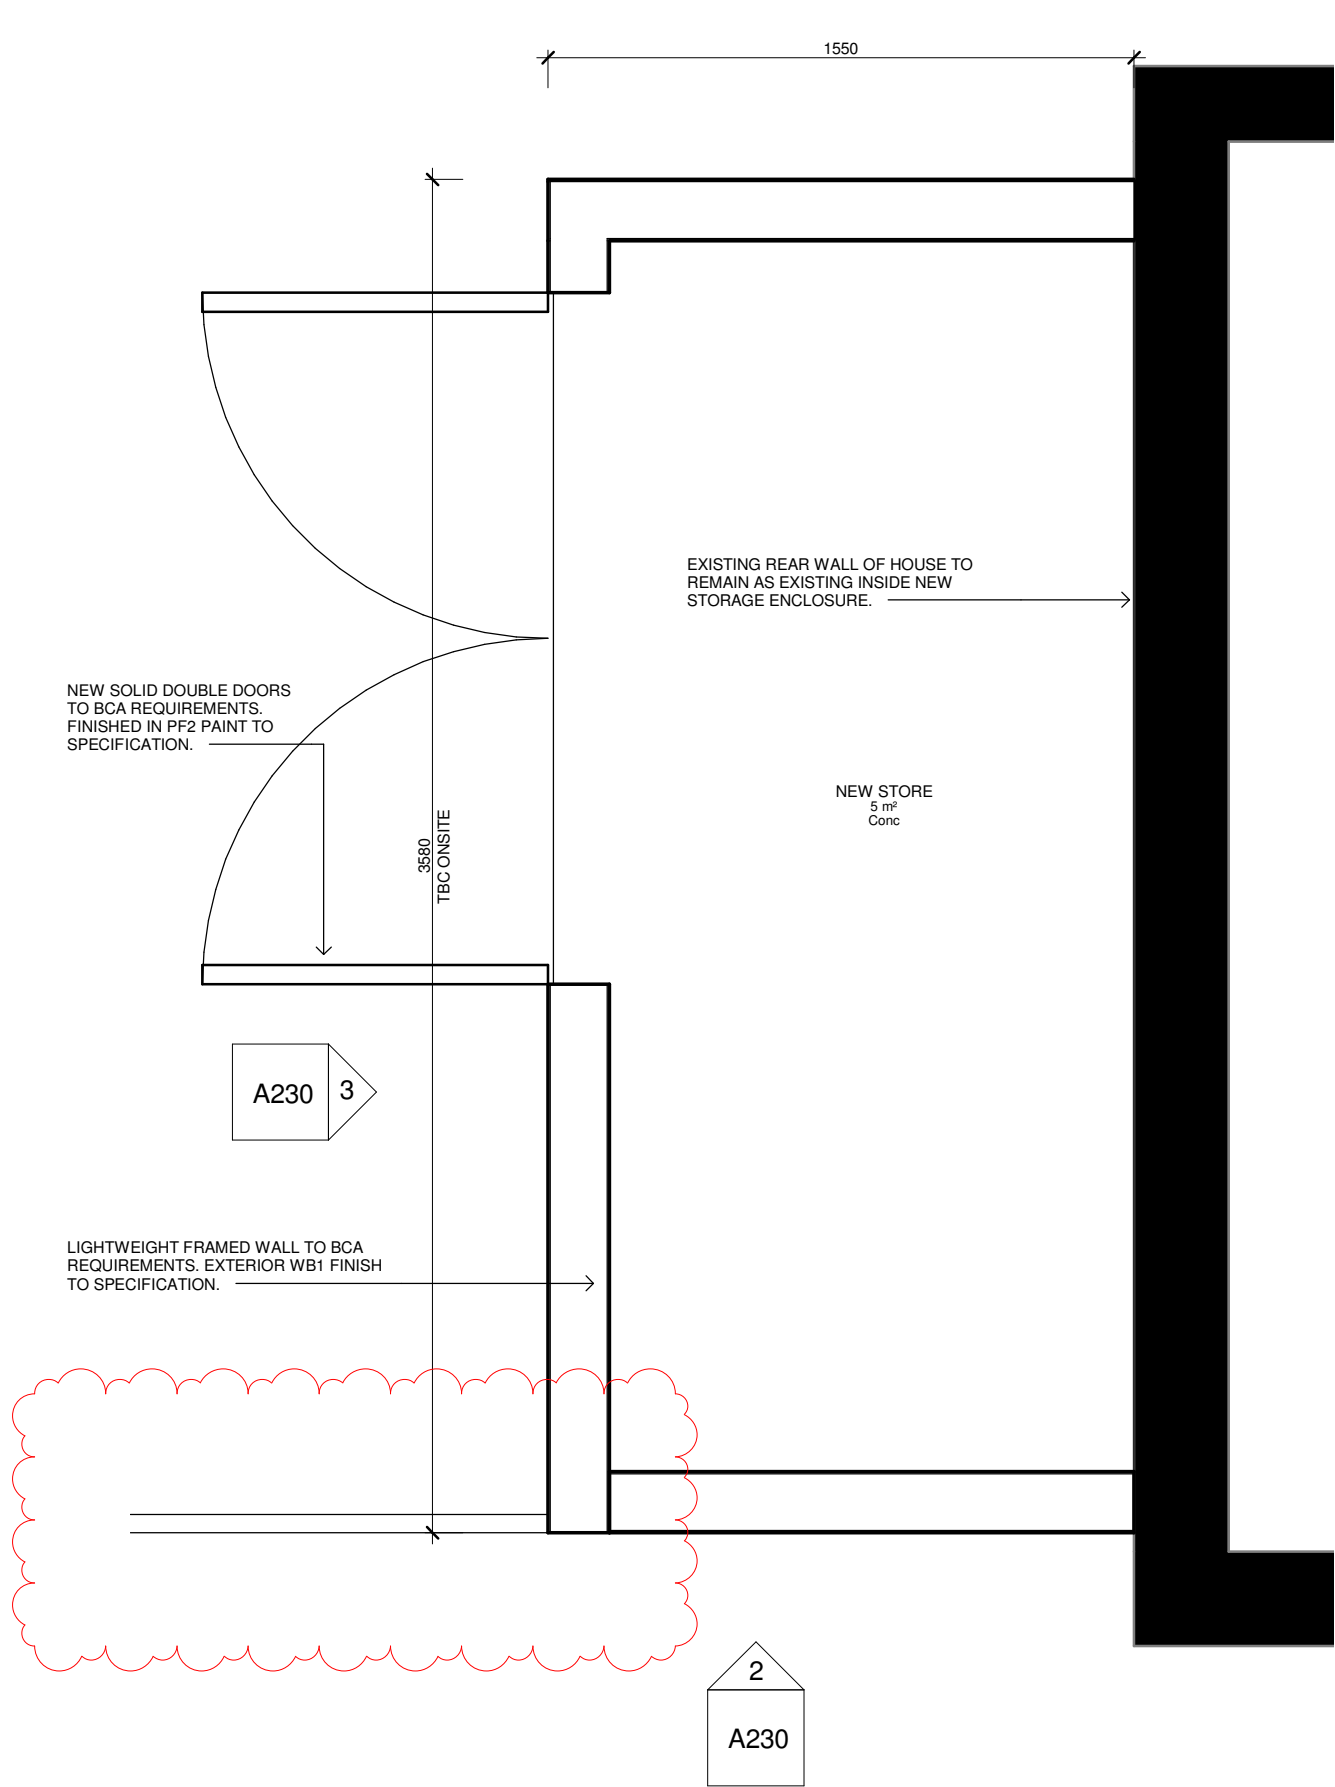 1550
EXISTING REAR WALL OF HOUSE TO
REMAIN AS EXISTING INSIDE NEW
STORAGE ENCLOSURE.
NEW SOLID DOUBLE DOORS
TO BCA REQUIREMENTS.
FINISHED IN PF2 PAINT TO
SPECIFICATION.
3580
TBC ONSITE
NEW STORE
5 m²
Conc
A230
3
LIGHTWEIGHT FRAMED WALL TO BCA
REQUIREMENTS. EXTERIOR WB1 FINISH
TO SPECIFICATION.
2
A230